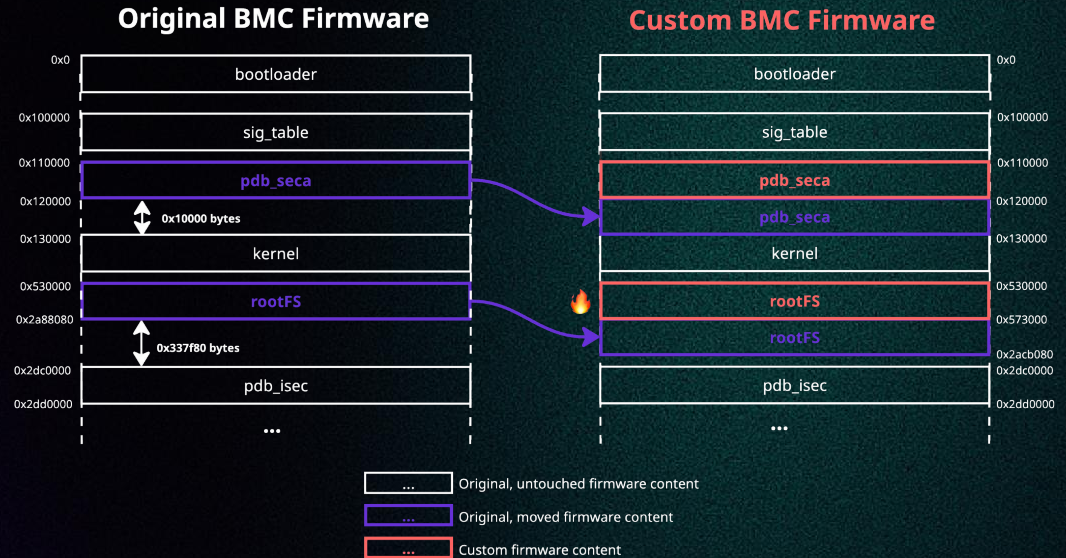 Original BMC Firmware
Custom BMC Firmware
0x0
bootloader
0x100000
sig_table
0x110000
pdb_seca
0x120000
0x10000 bytes
0x130000
kernel
0x530000
rootFS
0x2a88080
0x337f80 bytes
0x2dc0000
pdb_isec
0x2dd0000
...
0x0
bootloader
0x100000
sig_table
0x110000
pdb_seca
0x120000
pdb_seca
0x130000
kernel
0x530000
rootFS
0x573000
rootFS
0x2acb080
0x2dc0000
pdb_isec
0x2dd0000
...
... Original, untouched firmware content
... Original, moved firmware content
... Custom firmware content